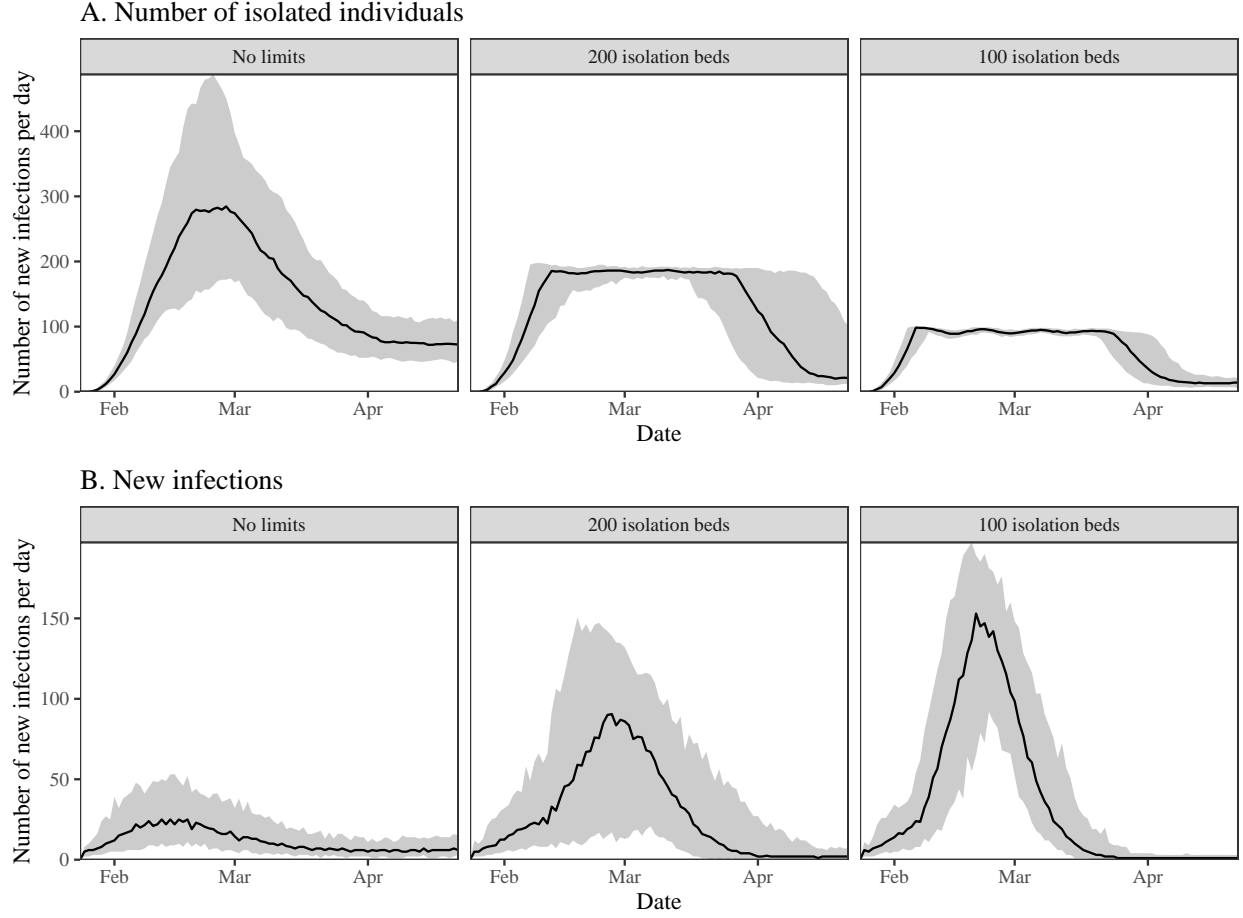 A. Number of isolated individuals
No limits
200 isolation beds
100 isolation beds
Number of new infections per day
400
300
200
100
0
Feb
Mar
Apr
Feb
Mar
Apr
Feb
Mar
Apr
Date
B. New infections
No limits
200 isolation beds
100 isolation beds
Number of new infections per day
150
100
50
0
Feb
Mar
Apr
Feb
Mar
Apr
Feb
Mar
Apr
Date